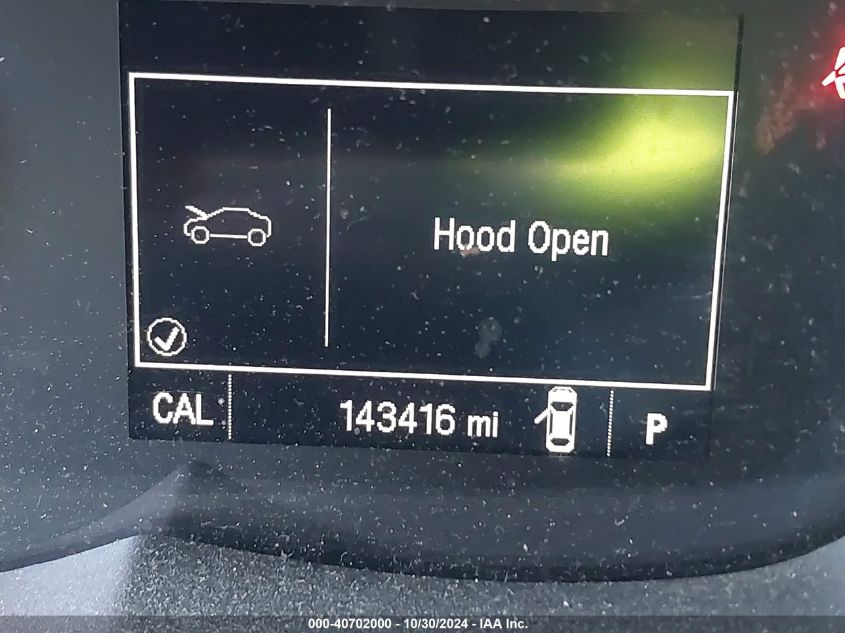 Hood Open
CAL 143416 mi P
000-40702000 - 10/30/2024 - IAA Inc.